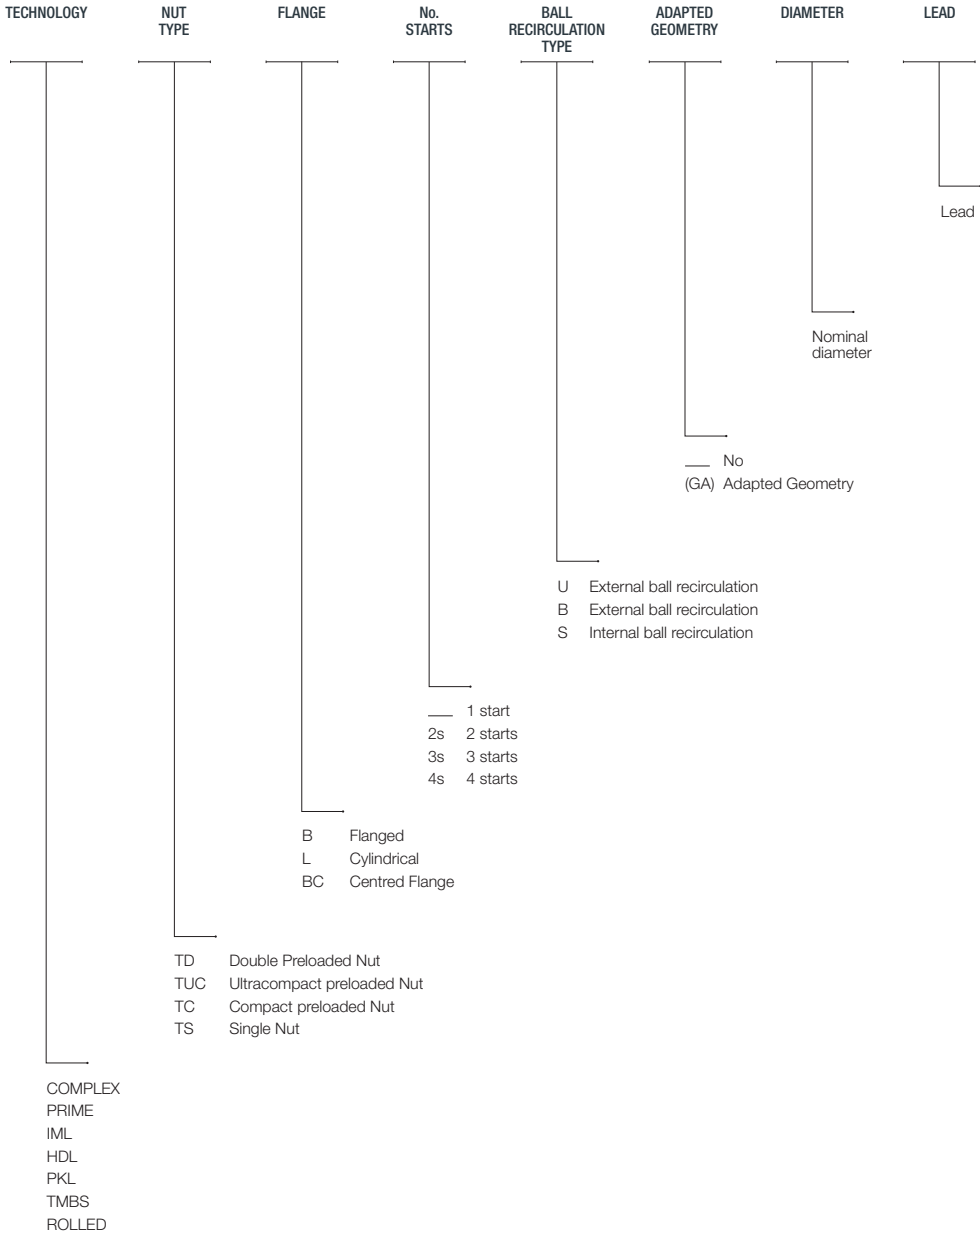 TECHNOLOGY
NUT
TYPE
FLANGE
No.
STARTS
BALL
RECIRCULATION
TYPE
ADAPTED
GEOMETRY
DIAMETER
LEAD
Lead
Nominal
diameter
___ No
(GA) Adapted Geometry
U External ball recirculation
B External ball recirculation
S Internal ball recirculation
___ 1 start
2s 2 starts
3s 3 starts
4s 4 starts
B Flanged
L Cylindrical
BC Centred Flange
TD Double Preloaded Nut
TUC Ultracompact preloaded Nut
TC Compact preloaded Nut
TS Single Nut
COMPLEX
PRIME
IML
HDL
PKL
TMBS
ROLLED